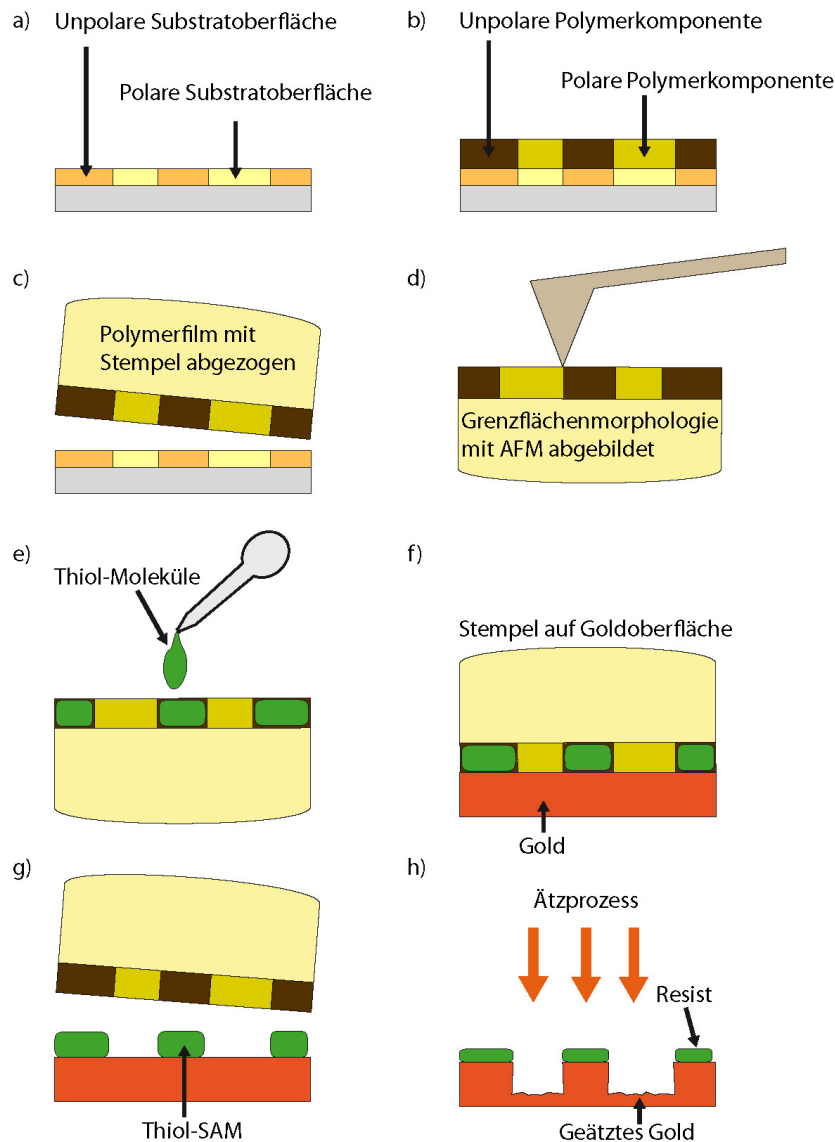 a)
Unpolare Substratoberfläche
Polare Substratoberfläche
b)
Unpolare Polymerkomponente
Polare Polymerkomponente
c)
Polymerfilm mit
Stempel abgezogen
d)
Grenzflächenmorphologie
mit AFM abgebildet
e)
Thiol-Moleküle
f)
Stempel auf Goldoberfläche
Gold
g)
Thiol-SAM
h)
Ätzprozess
Resist
Geätztes Gold